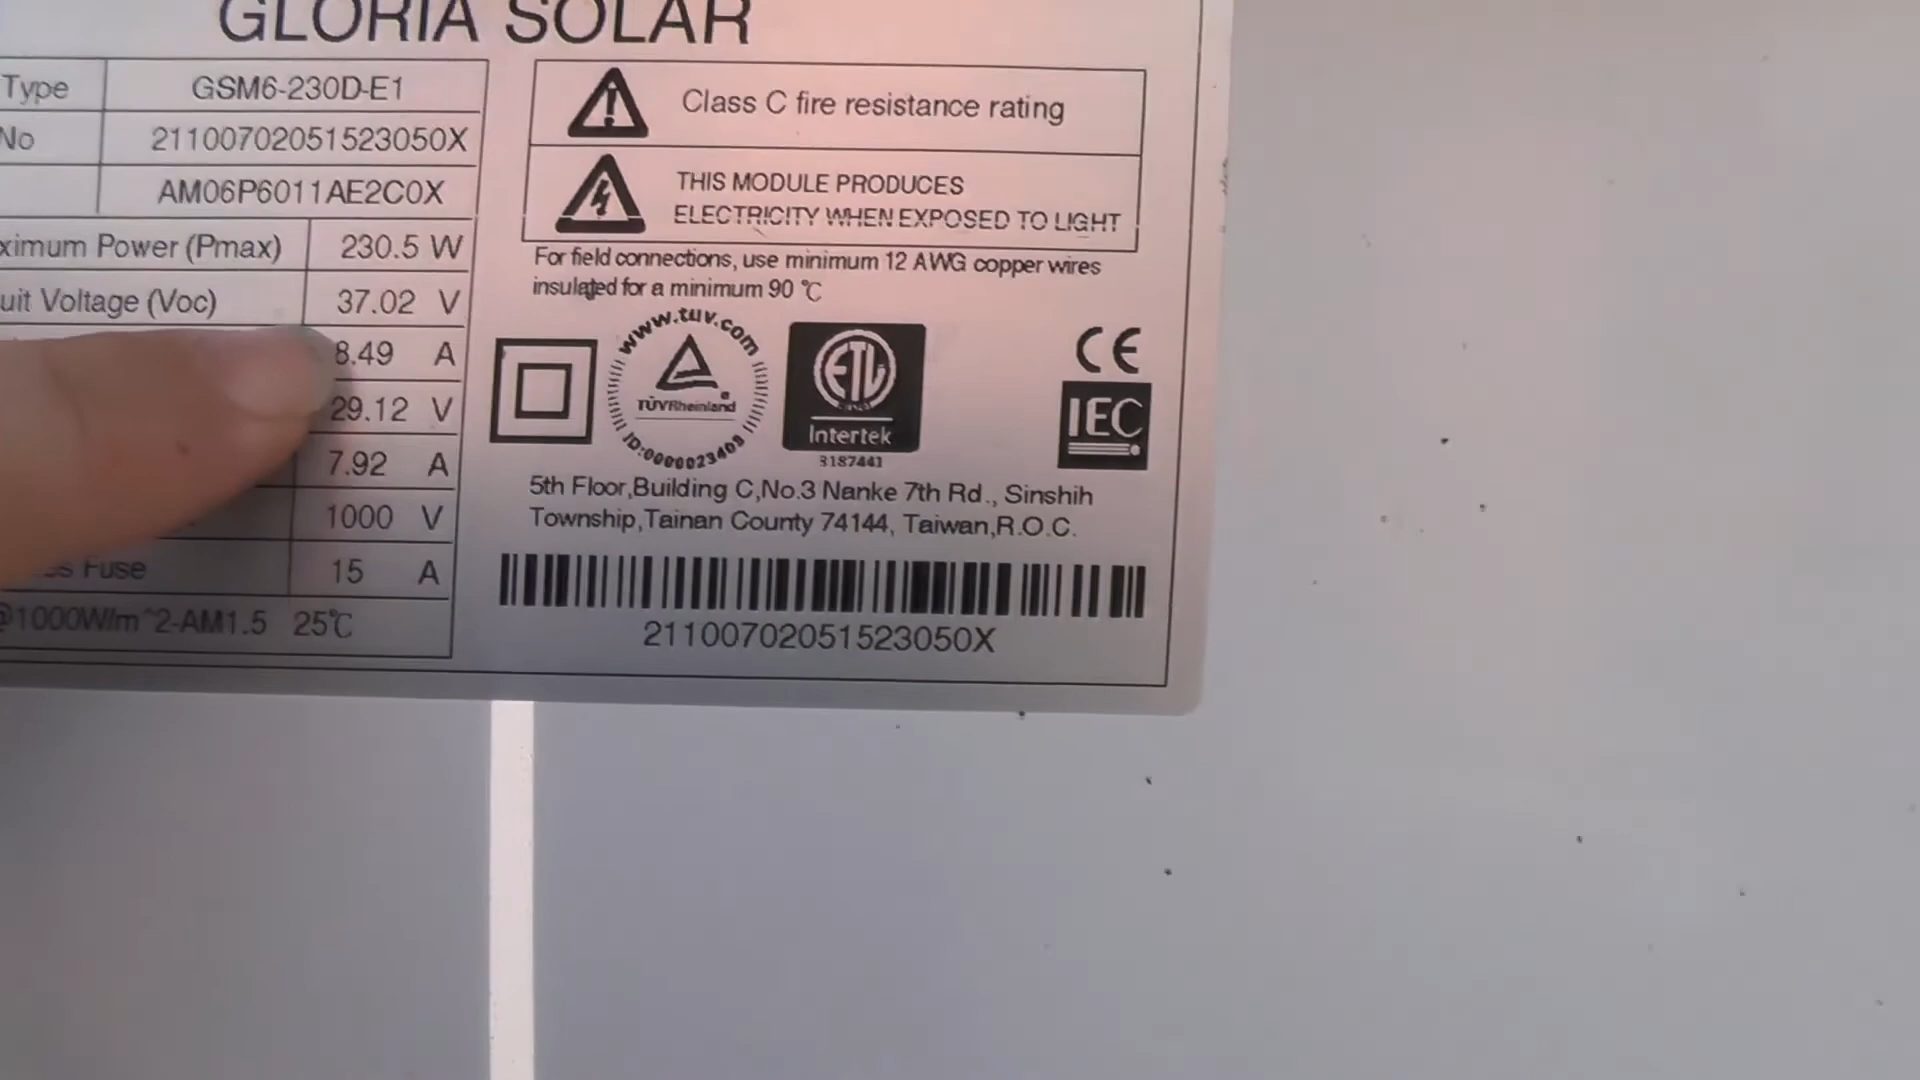 GLORIA SOLAR
Type GSM6-230D-E1
No 21100702051523050X
AM06P6011AE2C0X
ximum Power (Pmax) 230.5 W
uit Voltage (Voc) 37.02 V
8.49 A
29.12 V
7.92 A
1000 V
Fuse 15 A
@1000W/m^2-AM1.5 25℃
Class C fire resistance rating
THIS MODULE PRODUCES
ELECTRICITY WHEN EXPOSED TO LIGHT
For field connections, use minimum 12 AWG copper wires
insulated for a minimum 90 ℃
www.tuv.com
TÜVRheinland
ID:0000023409
ETL
Intertek
3187441
CE
IEC
5th Floor,Building C,No.3 Nanke 7th Rd., Sinshih
Township,Tainan County 74144, Taiwan,R.O.C.
21100702051523050X